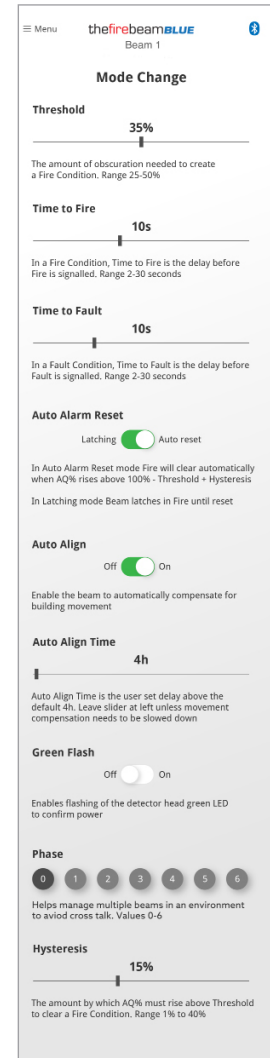 ≡ Menu thefirebeamBLUE
Beam 1
Mode Change
Threshold
35%
The amount of obscuration needed to create
a Fire Condition. Range 25-50%
Time to Fire
10s
In a Fire Condition, Time to Fire is the delay before
Fire is signalled. Range 2-30 seconds
Time to Fault
10s
In a Fault Condition, Time to Fault is the delay before
Fault is signalled. Range 2-30 seconds
Auto Alarm Reset
Latching Auto reset
In Auto Alarm Reset mode Fire will clear automatically
when AQ% rises above 100% - Threshold + Hysteresis
In Latching mode Beam latches in Fire until reset
Auto Align
Off On
Enable the beam to automatically compensate for
building movement
Auto Align Time
4h
Auto Align Time is the user set delay above the
default 4h. Leave slider at left unless movement
compensation needs to be slowed down
Green Flash
Off On
Enables flashing of the detector head green LED
to confirm power
Phase
0 1 2 3 4 5 6
Helps manage multiple beams in an environment
to aviod cross talk. Values 0-6
Hysteresis
15%
The amount by which AQ% must rise above Threshold
to clear a Fire Condition. Range 1% to 40%